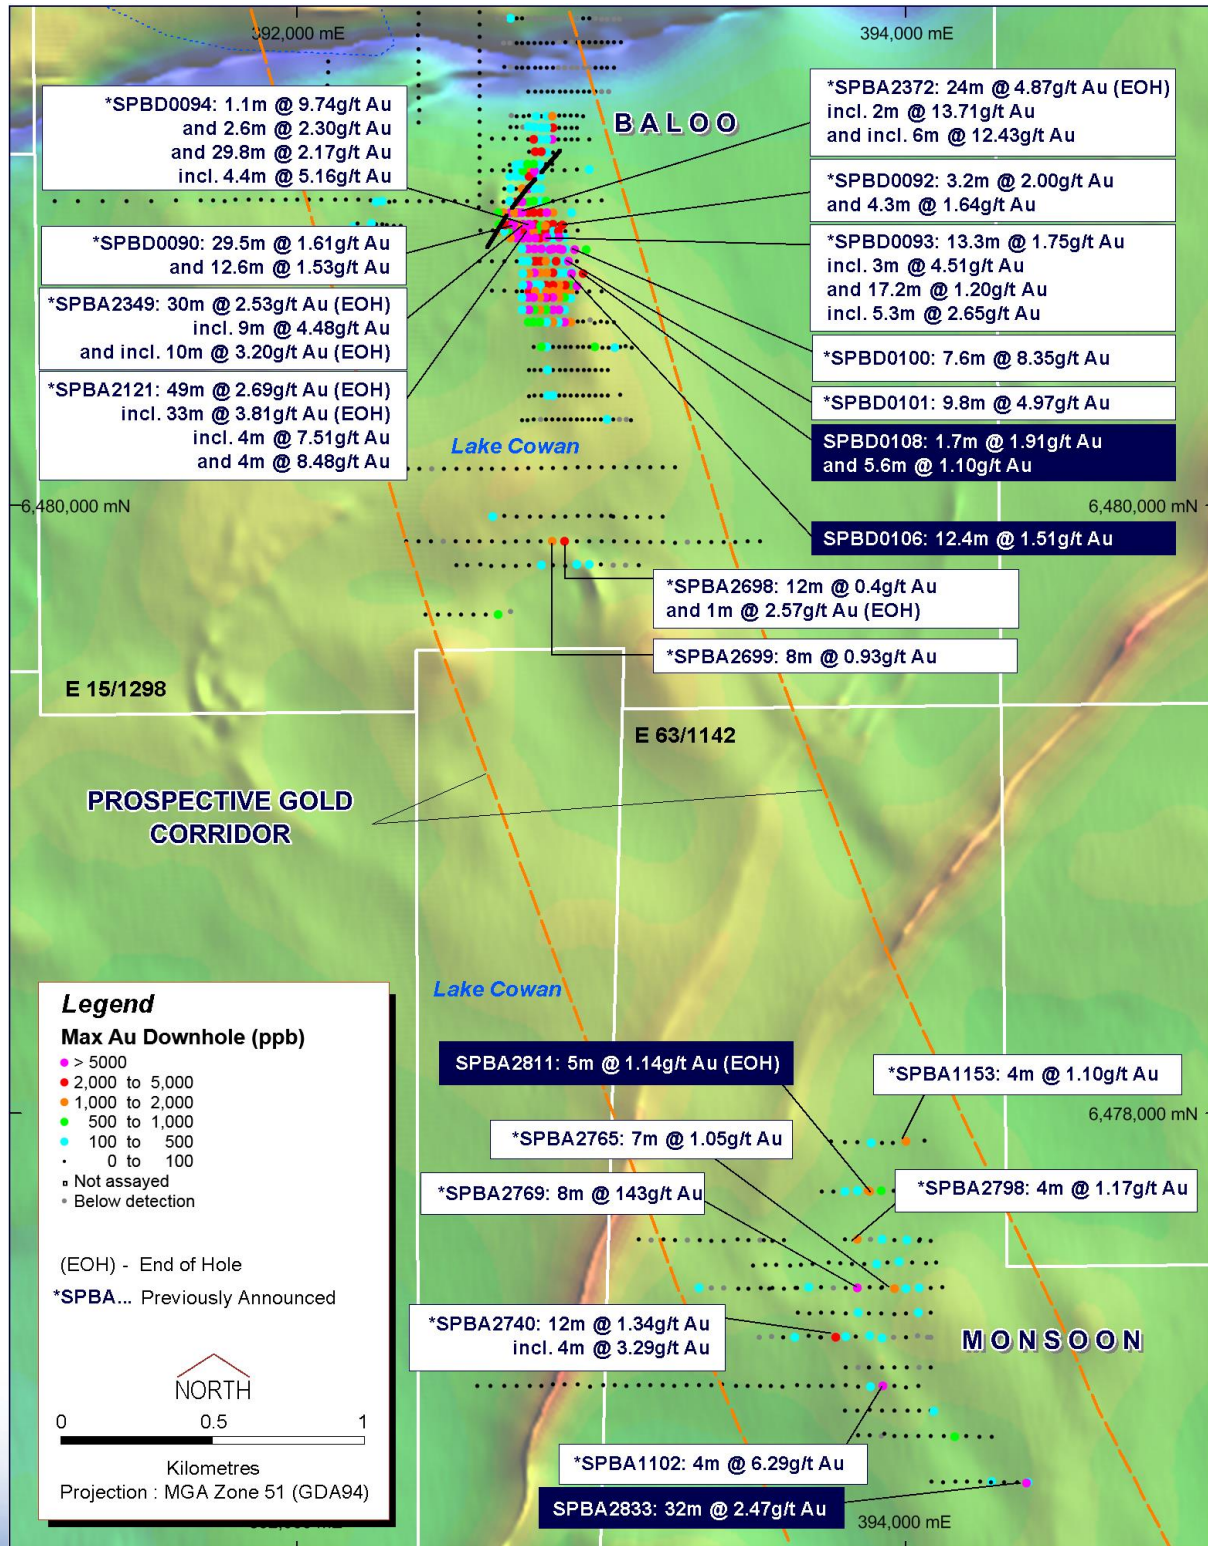 392,000 mE
394,000 mE
BALOO
*SPBD0094: 1.1m @ 9.74g/t Au
and 2.6m @ 2.30g/t Au
and 29.8m @ 2.17g/t Au
incl. 4.4m @ 5.16g/t Au
*SPBD0090: 29.5m @ 1.61g/t Au
and 12.6m @ 1.53g/t Au
*SPBA2349: 30m @ 2.53g/t Au (EOH)
incl. 9m @ 4.48g/t Au
and incl. 10m @ 3.20g/t Au (EOH)
*SPBA2121: 49m @ 2.69g/t Au (EOH)
incl. 33m @ 3.81g/t Au (EOH)
incl. 4m @ 7.51g/t Au
and 4m @ 8.48g/t Au
*SPBA2372: 24m @ 4.87g/t Au (EOH)
incl. 2m @ 13.71g/t Au
and incl. 6m @ 12.43g/t Au
*SPBD0092: 3.2m @ 2.00g/t Au
and 4.3m @ 1.64g/t Au
*SPBD0093: 13.3m @ 1.75g/t Au
incl. 3m @ 4.51g/t Au
and 17.2m @ 1.20g/t Au
incl. 5.3m @ 2.65g/t Au
*SPBD0100: 7.6m @ 8.35g/t Au
*SPBD0101: 9.8m @ 4.97g/t Au
SPBD0108: 1.7m @ 1.91g/t Au
and 5.6m @ 1.10g/t Au
SPBD0106: 12.4m @ 1.51g/t Au
Lake Cowan
6,480,000 mN
6,480,000 mN
*SPBA2698: 12m @ 0.4g/t Au
and 1m @ 2.57g/t Au (EOH)
*SPBA2699: 8m @ 0.93g/t Au
E 15/1298
E 63/1142
PROSPECTIVE GOLD
CORRIDOR
Lake Cowan
SPBA2811: 5m @ 1.14g/t Au (EOH)
*SPBA1153: 4m @ 1.10g/t Au
6,478,000 mN
*SPBA2765: 7m @ 1.05g/t Au
*SPBA2769: 8m @ 143g/t Au
*SPBA2798: 4m @ 1.17g/t Au
*SPBA2740: 12m @ 1.34g/t Au
incl. 4m @ 3.29g/t Au
MONSOON
*SPBA1102: 4m @ 6.29g/t Au
SPBA2833: 32m @ 2.47g/t Au
394,000 mE
Legend
Max Au Downhole (ppb)
> 5000
2,000 to 5,000
1,000 to 2,000
500 to 1,000
100 to 500
0 to 100
Not assayed
Below detection
(EOH) - End of Hole
*SPBA... Previously Announced
NORTH
0 0.5 1
Kilometres
Projection : MGA Zone 51 (GDA94)